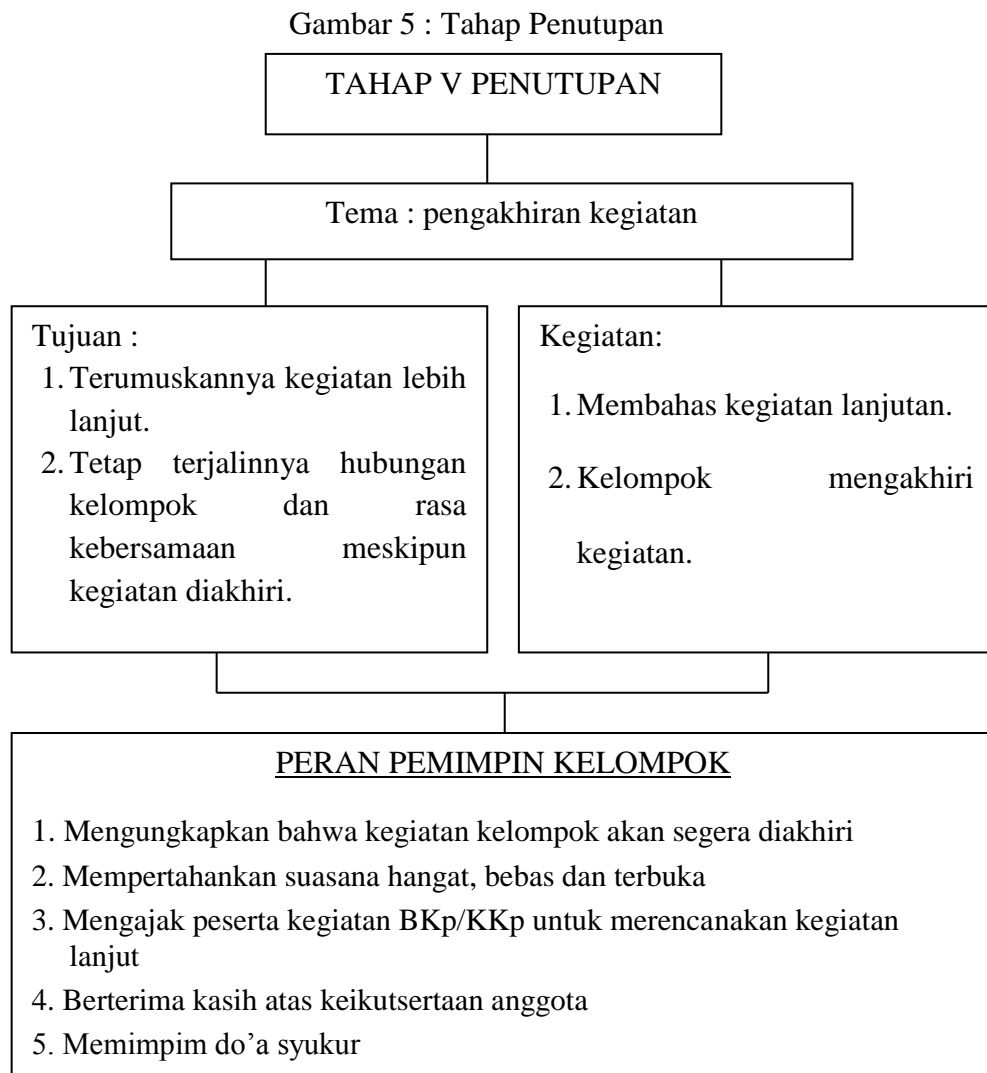 Gambar 5 : Tahap Penutupan
TAHAP V PENUTUPAN
Tema : pengakhiran kegiatan
Tujuan :
1. Terumuskannya kegiatan lebih
lanjut.
2. Tetap terjalinnya hubungan
kelompok dan rasa
kebersamaan meskipun
kegiatan diakhiri.
Kegiatan:
1. Membahas kegiatan lanjutan.
2. Kelompok mengakhiri
kegiatan.
PERAN PEMIMPIN KELOMPOK
1. Mengungkapkan bahwa kegiatan kelompok akan segera diakhiri
2. Mempertahankan suasana hangat, bebas dan terbuka
3. Mengajak peserta kegiatan BKp/KKp untuk merencanakan kegiatan
lanjut
4. Berterima kasih atas keikutsertaan anggota
5. Memimpim do’a syukur